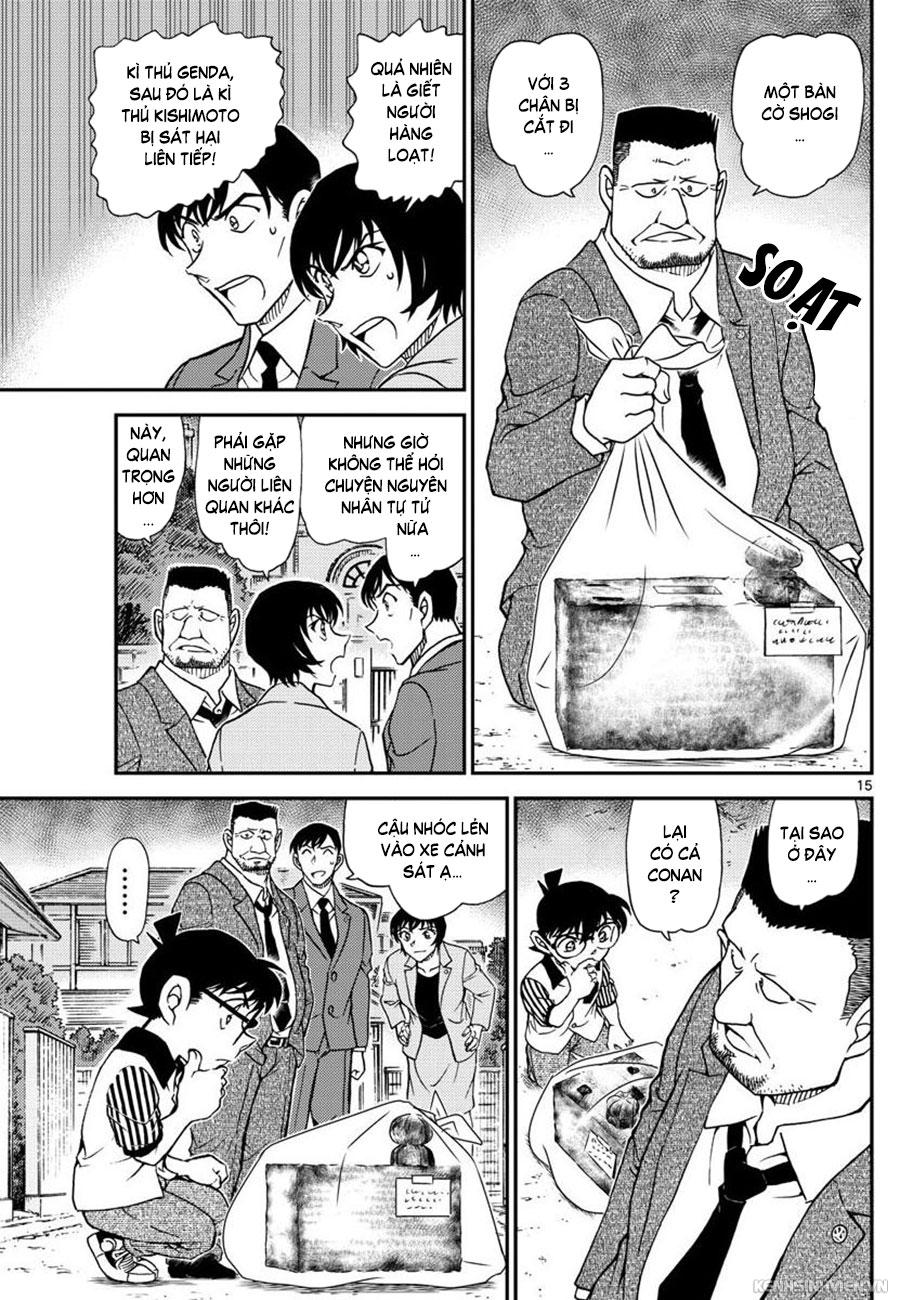 MỘT BÀN
CỜ SHOGI
...
VỚI 3
CHÂN BỊ
CẮT ĐI
...
SOẠT
QUẢ NHIÊN
LÀ GIẾT
NGƯỜI
HÀNG
LOẠT!
KÌ THỦ GENDA,
SAU ĐÓ LÀ KÌ
THỦ KISHIMOTO
BỊ SÁT HẠI
LIÊN TIẾP!
NHƯNG GIỜ
KHÔNG THỂ HỎI
CHUYỆN NGUYÊN
NHÂN TỰ TỬ
NỮA
...
PHẢI GẶP
NHỮNG
NGƯỜI LIÊN
QUAN KHÁC
THÔI!
NÀY,
QUAN
TRỌNG
HƠN
...
15
TẠI SAO
Ở ĐÂY
...
LẠI
CÓ CẢ
CONAN
?
CẬU NHÓC LẺN
VÀO XE CẢNH
SÁT Ạ...
.....
KENHSINHVIEN.VN